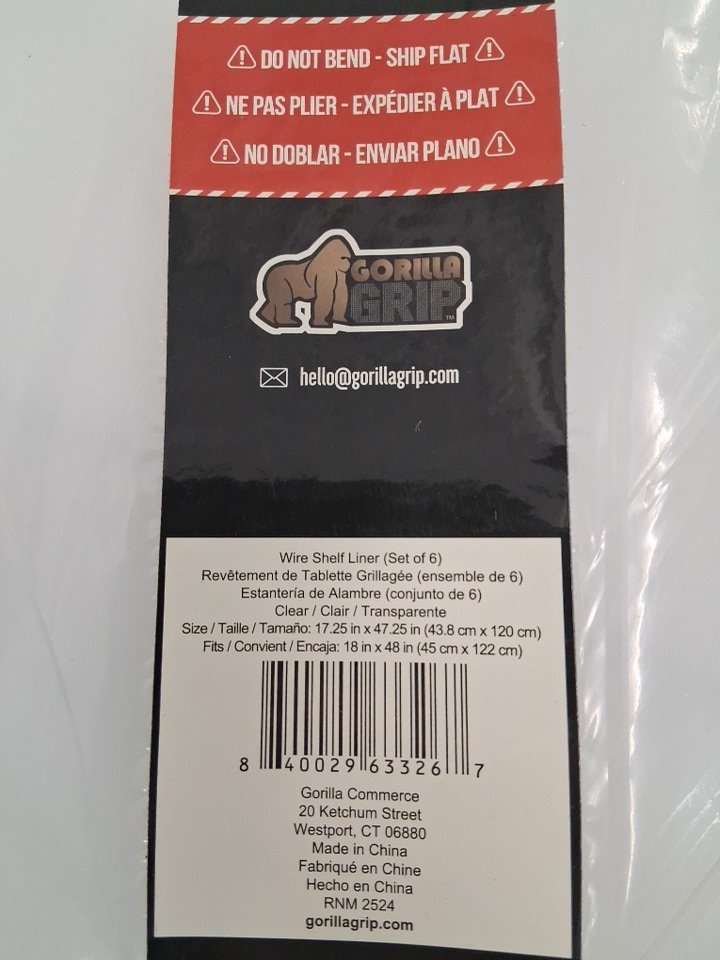 DO NOT BEND - SHIP FLAT
NE PAS PLIER - EXPÉDIER À PLAT
NO DOBLAR - ENVIAR PLANO
GORILLA
GRIP™
hello@gorillagrip.com
Wire Shelf Liner (Set of 6)
Revêtement de Tablette Grillagée (ensemble de 6)
Estantería de Alambre (conjunto de 6)
Clear / Clair / Transparente
Size / Taille / Tamaño: 17.25 in x 47.25 in (43.8 cm x 120 cm)
Fits / Convient / Encaja: 18 in x 48 in (45 cm x 122 cm)
8 40029 63326 7
Gorilla Commerce
20 Ketchum Street
Westport, CT 06880
Made in China
Fabriqué en Chine
Hecho en China
RNM 2524
gorillagrip.com